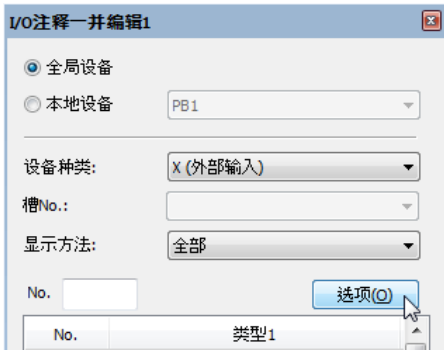 I/O注释一并编辑1
全局设备
本地设备 PB1
设备种类: X (外部输入)
槽No.:
显示方法: 全部
No. 选项(O)
No. 类型1